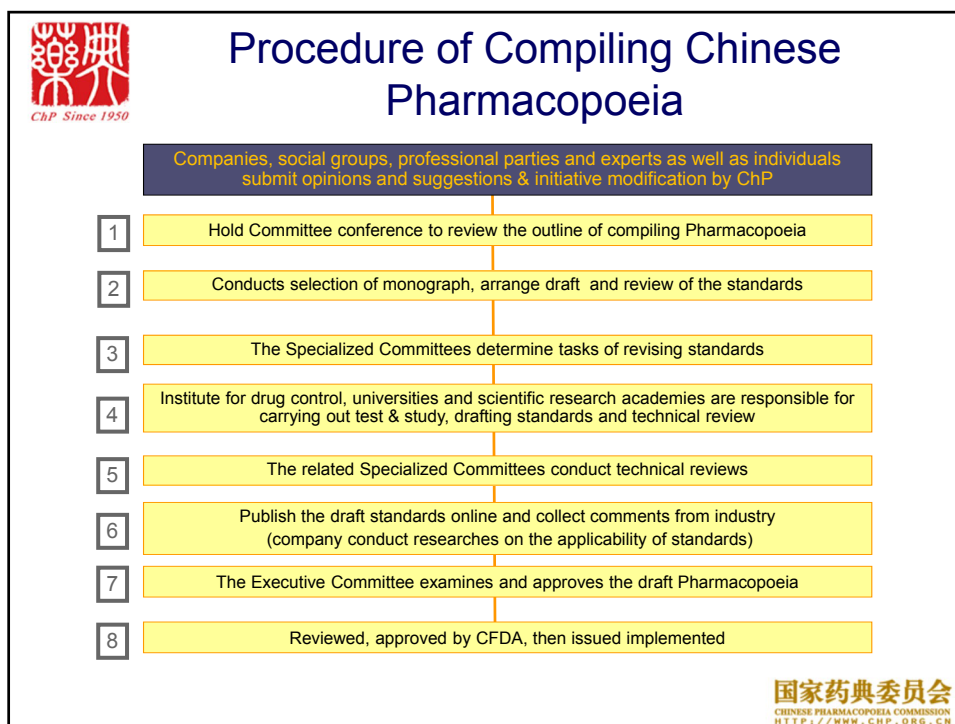 藥典
ChP Since 1950
Procedure of Compiling Chinese
Pharmacopoeia
Companies, social groups, professional parties and experts as well as individuals
submit opinions and suggestions & initiative modification by ChP
1
Hold Committee conference to review the outline of compiling Pharmacopoeia
2
Conducts selection of monograph, arrange draft and review of the standards
3
The Specialized Committees determine tasks of revising standards
4
Institute for drug control, universities and scientific research academies are responsible for
carrying out test & study, drafting standards and technical review
5
The related Specialized Committees conduct technical reviews
6
Publish the draft standards online and collect comments from industry
(company conduct researches on the applicability of standards)
7
The Executive Committee examines and approves the draft Pharmacopoeia
8
Reviewed, approved by CFDA, then issued implemented
国家药典委员会
CHINESE PHARMACOPOEIA COMMISSION
HTTP://WWW.CHP.ORG.CN